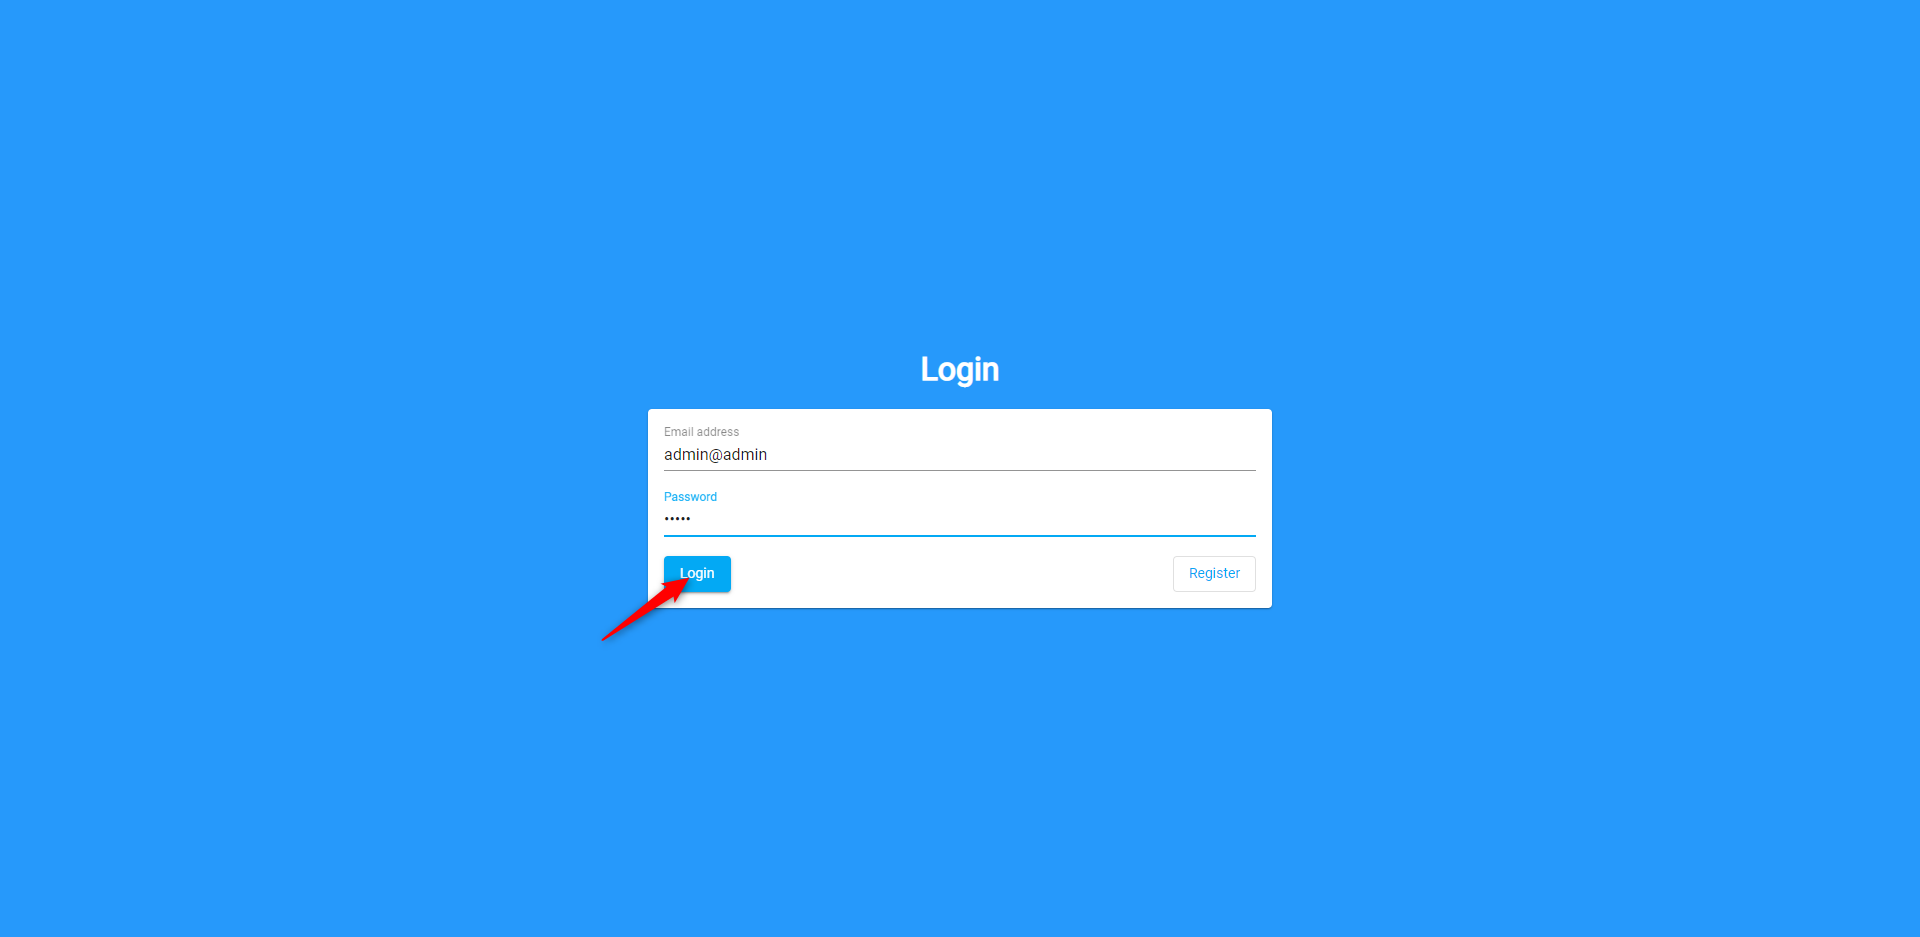 Login
Email address
admin@admin
Password
•••••
Login
Register